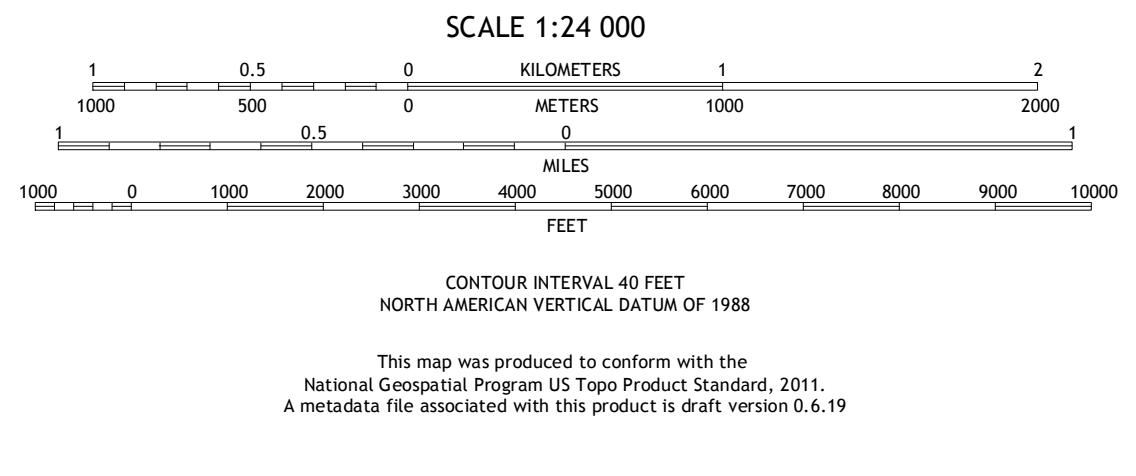 SCALE 1:24 000
1 0.5 0 KILOMETERS 1 2
1000 500 0 METERS 1000 2000
1 0.5 0 1
MILES
1000 0 1000 2000 3000 4000 5000 6000 7000 8000 9000 10000
FEET
CONTOUR INTERVAL 40 FEET
NORTH AMERICAN VERTICAL DATUM OF 1988
This map was produced to conform with the
National Geospatial Program US Topo Product Standard, 2011.
A metadata file associated with this product is draft version 0.6.19